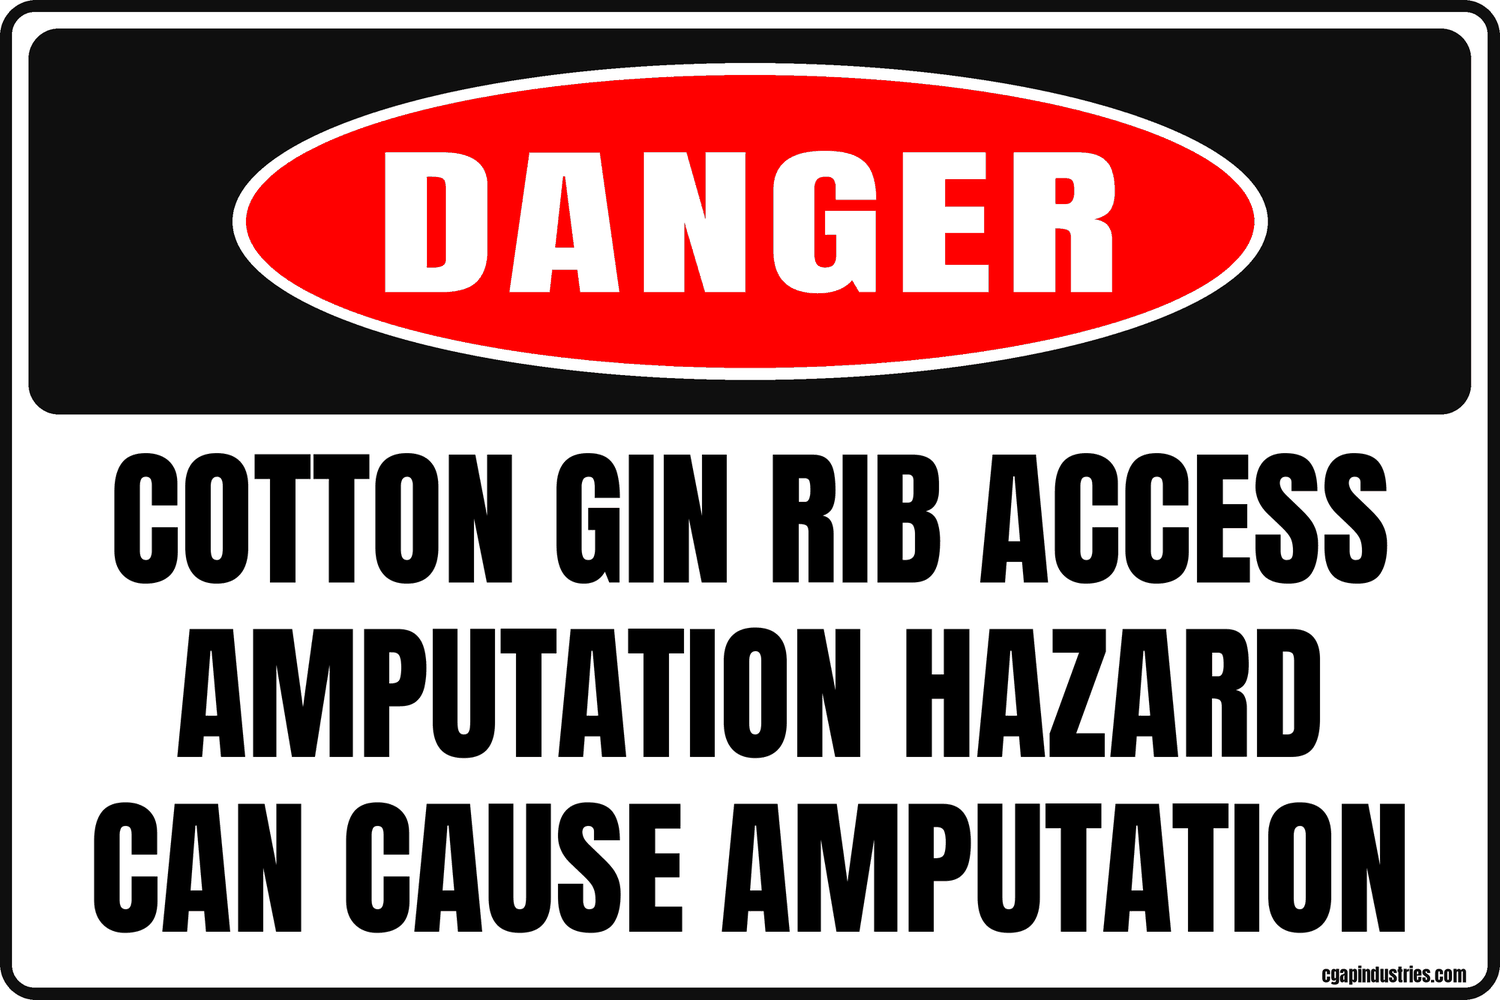 DANGER
COTTON GIN RIB ACCESS
AMPUTATION HAZARD
CAN CAUSE AMPUTATION
cgapindustries.com